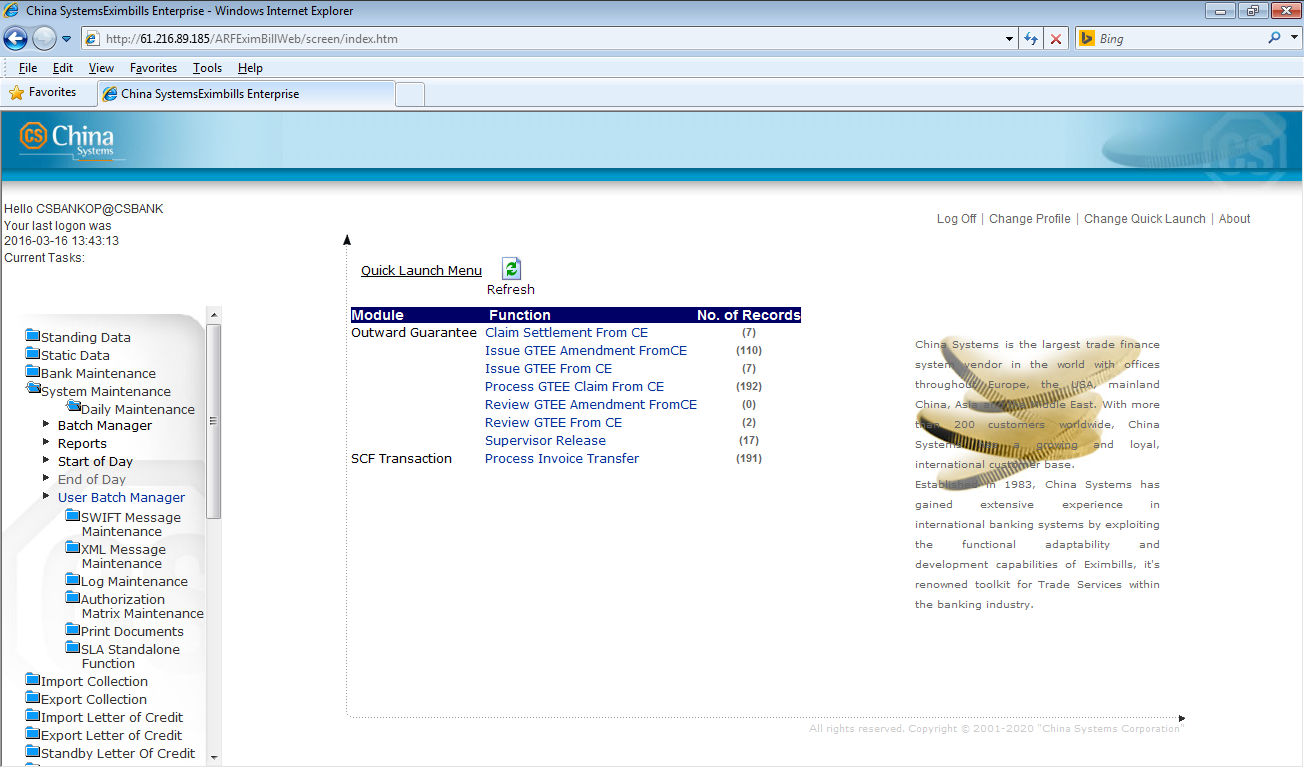 China SystemsEximbills Enterprise - Windows Internet Explorer
http://61.216.89.185/ARFEximBillWeb/screen/index.htm
Bing
File Edit View Favorites Tools Help
Favorites
China SystemsEximbills Enterprise
CS China Systems
CS
Hello CSBANKOP@CSBANK
Your last logon was
2016-03-16 13:43:13
Current Tasks:
Log Off | Change Profile | Change Quick Launch | About
Standing Data
Static Data
Bank Maintenance
System Maintenance
Daily Maintenance
Batch Manager
Reports
Start of Day
End of Day
User Batch Manager
SWIFT Message
Maintenance
XML Message
Maintenance
Log Maintenance
Authorization
Matrix Maintenance
Print Documents
SLA Standalone
Function
Import Collection
Export Collection
Import Letter of Credit
Export Letter of Credit
Standby Letter Of Credit
Quick Launch Menu
Refresh
Module Function No. of Records
Outward Guarantee Claim Settlement From CE (7)
Issue GTEE Amendment FromCE (110)
Issue GTEE From CE (7)
Process GTEE Claim From CE (192)
Review GTEE Amendment FromCE (0)
Review GTEE From CE (2)
Supervisor Release (17)
SCF Transaction Process Invoice Transfer (191)
China Systems is the largest trade finance
system vendor in the world with offices
throughout Europe, the USA, mainland
China, Asia and the Middle East. With more
than 200 customers worldwide, China
Systems has a growing and loyal,
international customer base.
Established in 1983, China Systems has
gained extensive experience in
international banking systems by exploiting
the functional adaptability and
development capabilities of Eximbills, it's
renowned toolkit for Trade Services within
the banking industry.
All rights reserved. Copyright © 2001-2020 "China Systems Corporation"